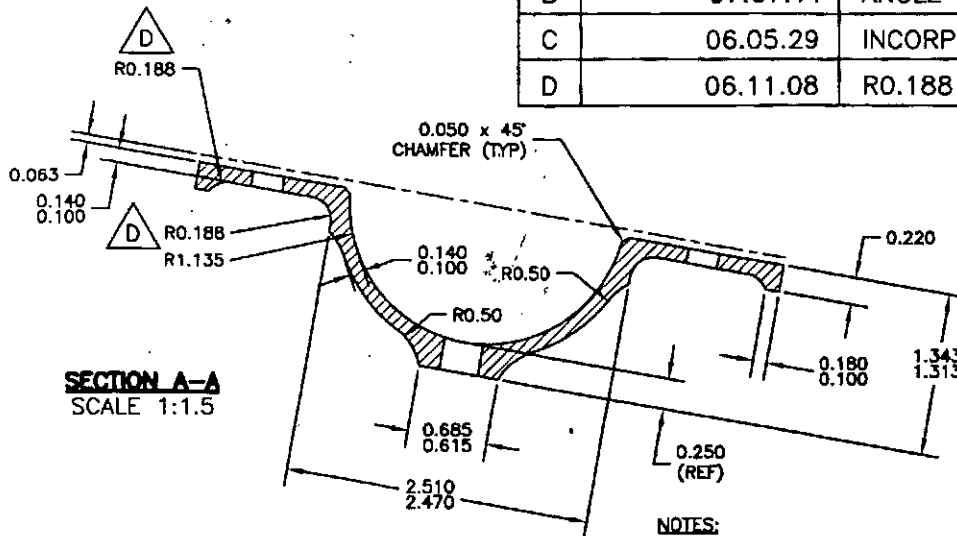 C 06.05.29 INCORP
D 06.11.08 R0.188
D
R0.188
0.050 x 45°
CHAMFER (TYP)
0.063
0.140
0.100
D
R0.188
R1.135
0.140
0.100
R0.50
R0.50
0.220
0.180
0.100
1.343
1.313
SECTION A-A
SCALE 1:1.5
0.685
0.615
0.250
(REF)
2.510
2.470
NOTES: